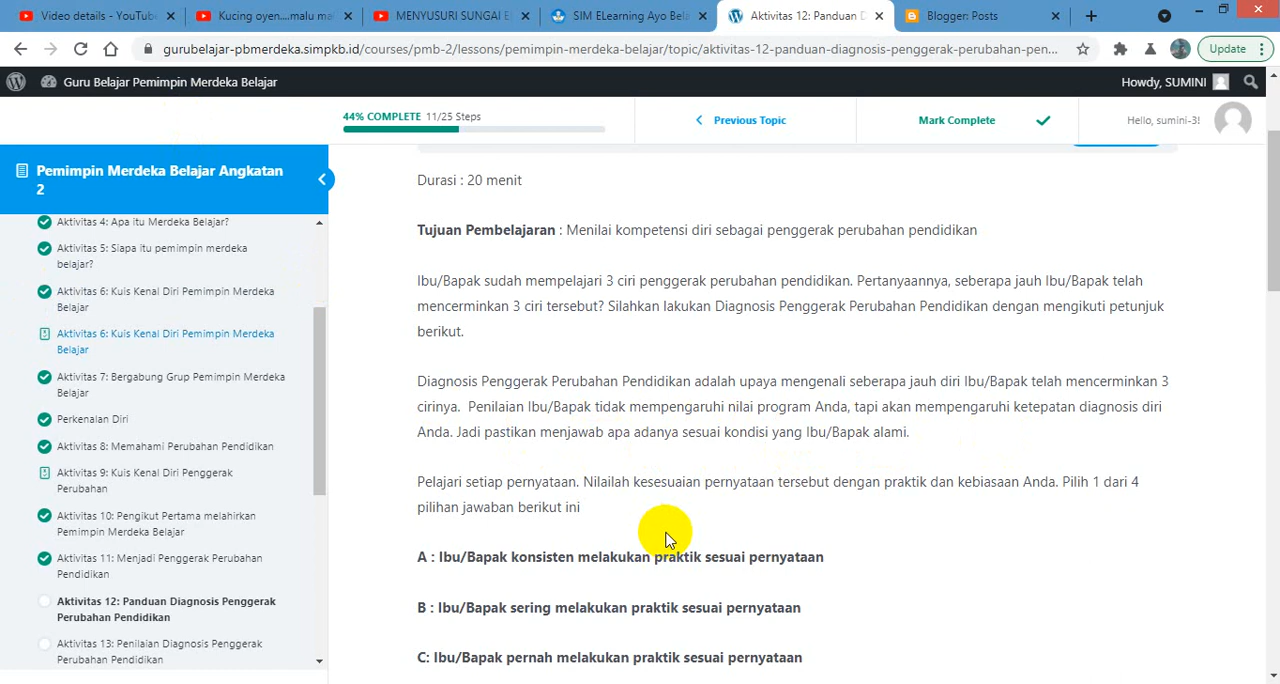 Video details - YouTube
Kucing oyen....malu ma
MENYUSURI SUNGAI E
SIM ELearning Ayo Bela
Aktivitas 12: Panduan D
Blogger: Posts
gurubelajar-pbmerdeka.simpkb.id/courses/pmb-2/lessons/pemimpin-merdeka-belajar/topic/aktivitas-12-panduan-diagnosis-penggerak-perubahan-pen...
Update
Guru Belajar Pemimpin Merdeka Belajar
Howdy, SUMINI
44% COMPLETE 11/25 Steps
Previous Topic
Mark Complete
Hello, sumini-3!
Pemimpin Merdeka Belajar Angkatan
2
Aktivitas 4: Apa itu Merdeka Belajar?
Aktivitas 5: Siapa itu pemimpin merdeka
belajar?
Aktivitas 6: Kuis Kenal Diri Pemimpin Merdeka
Belajar
Aktivitas 6: Kuis Kenal Diri Pemimpin Merdeka
Belajar
Aktivitas 7: Bergabung Grup Pemimpin Merdeka
Belajar
Perkenalan Diri
Aktivitas 8: Memahami Perubahan Pendidikan
Aktivitas 9: Kuis Kenal Diri Penggerak
Perubahan
Aktivitas 10: Pengikut Pertama melahirkan
Pemimpin Merdeka Belajar
Aktivitas 11: Menjadi Penggerak Perubahan
Pendidikan
Aktivitas 12: Panduan Diagnosis Penggerak
Perubahan Pendidikan
Aktivitas 13: Penilaian Diagnosis Penggerak
Perubahan Pendidikan
Durasi : 20 menit
Tujuan Pembelajaran : Menilai kompetensi diri sebagai penggerak perubahan pendidikan
Ibu/Bapak sudah mempelajari 3 ciri penggerak perubahan pendidikan. Pertanyaannya, seberapa jauh Ibu/Bapak telah
mencerminkan 3 ciri tersebut? Silahkan lakukan Diagnosis Penggerak Perubahan Pendidikan dengan mengikuti petunjuk
berikut.
Diagnosis Penggerak Perubahan Pendidikan adalah upaya mengenali seberapa jauh diri Ibu/Bapak telah mencerminkan 3
cirinya. Penilaian Ibu/Bapak tidak mempengaruhi nilai program Anda, tapi akan mempengaruhi ketepatan diagnosis diri
Anda. Jadi pastikan menjawab apa adanya sesuai kondisi yang Ibu/Bapak alami.
Pelajari setiap pernyataan. Nilailah kesesuaian pernyataan tersebut dengan praktik dan kebiasaan Anda. Pilih 1 dari 4
pilihan jawaban berikut ini
A : Ibu/Bapak konsisten melakukan praktik sesuai pernyataan
B : Ibu/Bapak sering melakukan praktik sesuai pernyataan
C: Ibu/Bapak pernah melakukan praktik sesuai pernyataan